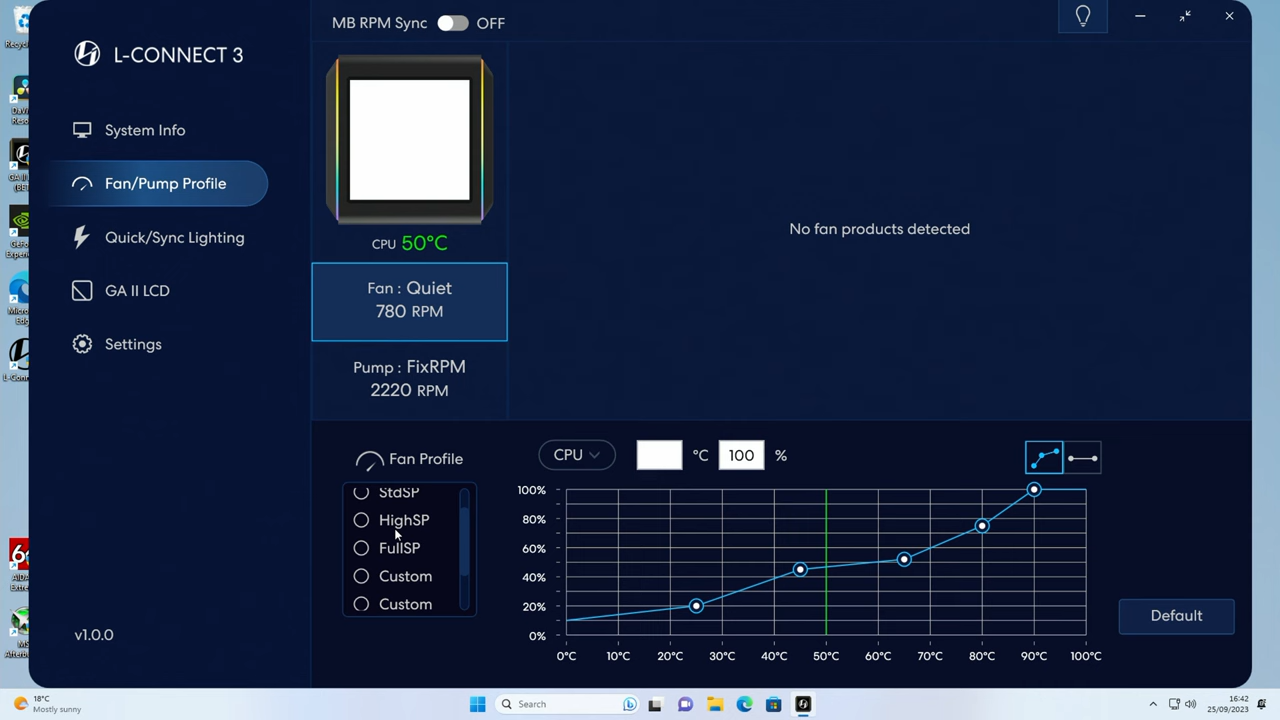 MB RPM Sync OFF
L-CONNECT 3
System Info
Fan/Pump Profile
Quick/Sync Lighting
GA II LCD
Settings
v1.0.0
CPU 50°C
Fan : Quiet
780 RPM
Pump : FixRPM
2220 RPM
No fan products detected
Fan Profile
StdSP
HighSP
FullSP
Custom
Custom
CPU °C 100 %
100%
80%
60%
40%
20%
0%
0°C 10°C 20°C 30°C 40°C 50°C 60°C 70°C 80°C 90°C 100°C
Default
18°C
Mostly sunny
Search
16:42
25/09/2023